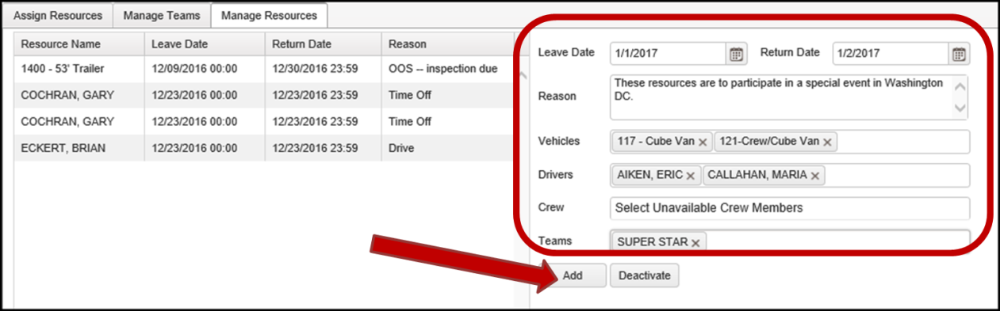 Assign Resources Manage Teams Manage Resources
Resource Name Leave Date Return Date Reason
1400 - 53' Trailer 12/09/2016 00:00 12/30/2016 23:59 OOS -- inspection due
COCHRAN, GARY 12/23/2016 00:00 12/23/2016 23:59 Time Off
COCHRAN, GARY 12/23/2016 00:00 12/23/2016 23:59 Time Off
ECKERT, BRIAN 12/23/2016 00:00 12/23/2016 23:59 Drive
Leave Date 1/1/2017 Return Date 1/2/2017
Reason These resources are to participate in a special event in Washington
DC.
Vehicles 117 - Cube Van 121-Crew/Cube Van
Drivers AIKEN, ERIC CALLAHAN, MARIA
Crew Select Unavailable Crew Members
Teams SUPER STAR
Add Deactivate